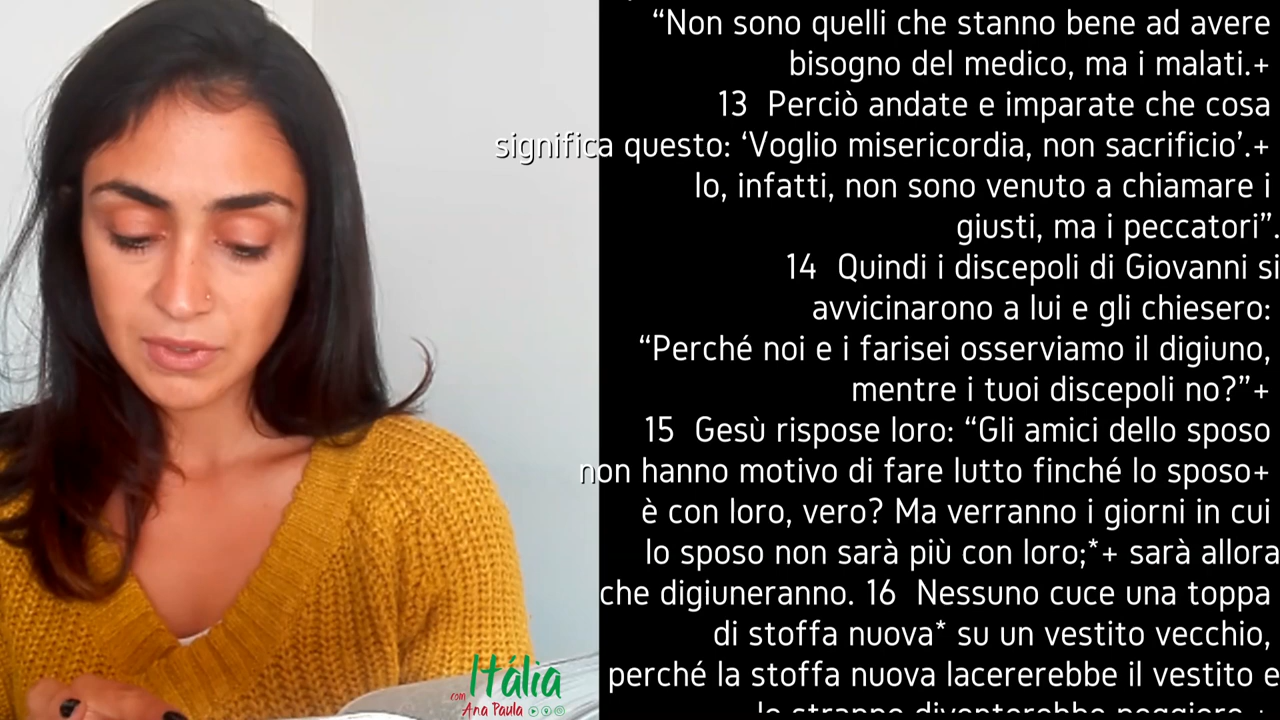 “Non sono quelli che stanno bene ad avere
bisogno del medico, ma i malati.+
13 Perciò andate e imparate che cosa
significa questo: ‘Voglio misericordia, non sacrificio’.+
Io, infatti, non sono venuto a chiamare i
giusti, ma i peccatori”.
14 Quindi i discepoli di Giovanni si
avvicinarono a lui e gli chiesero:
“Perché noi e i farisei osserviamo il digiuno,
mentre i tuoi discepoli no?”+
15 Gesù rispose loro: “Gli amici dello sposo
non hanno motivo di fare lutto finché lo sposo+
è con loro, vero? Ma verranno i giorni in cui
lo sposo non sarà più con loro;*+ sarà allora
che digiuneranno. 16 Nessuno cuce una toppa
di stoffa nuova* su un vestito vecchio,
perché la stoffa nuova lacererebbe il vestito e
lo strappo diventerebbe peggiore.+
Itália
com
Ana Paula